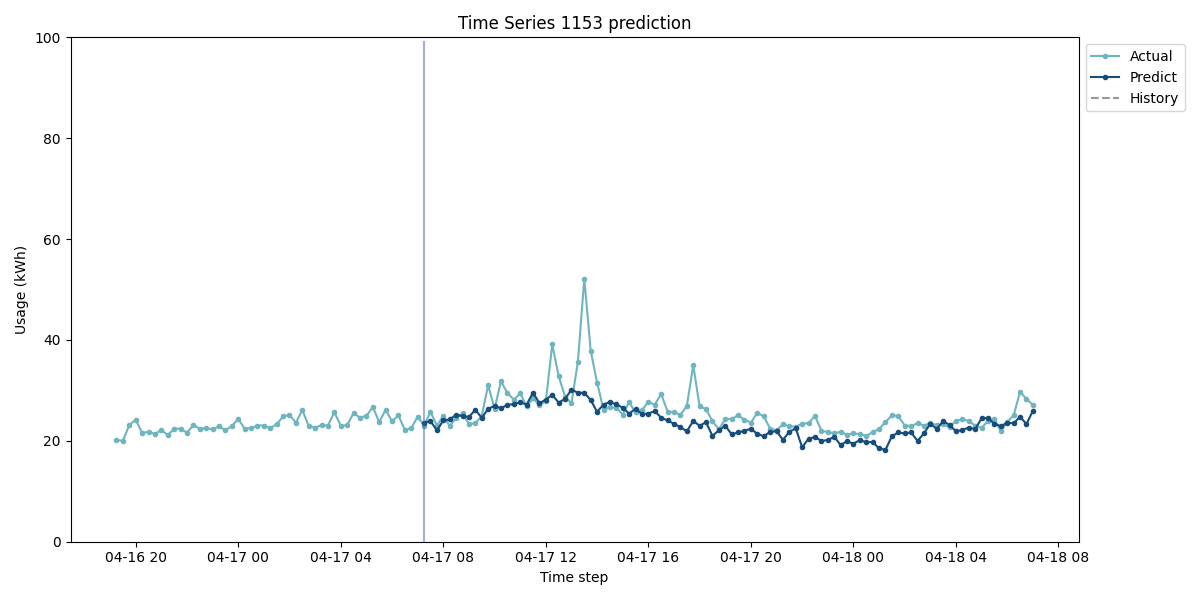 Time Series 1153 prediction
100
80
60
40
20
0
Usage (kWh)
04-16 20
04-17 00
04-17 04
04-17 08
04-17 12
04-17 16
04-17 20
04-18 00
04-18 04
04-18 08
Time step
Actual
Predict
History